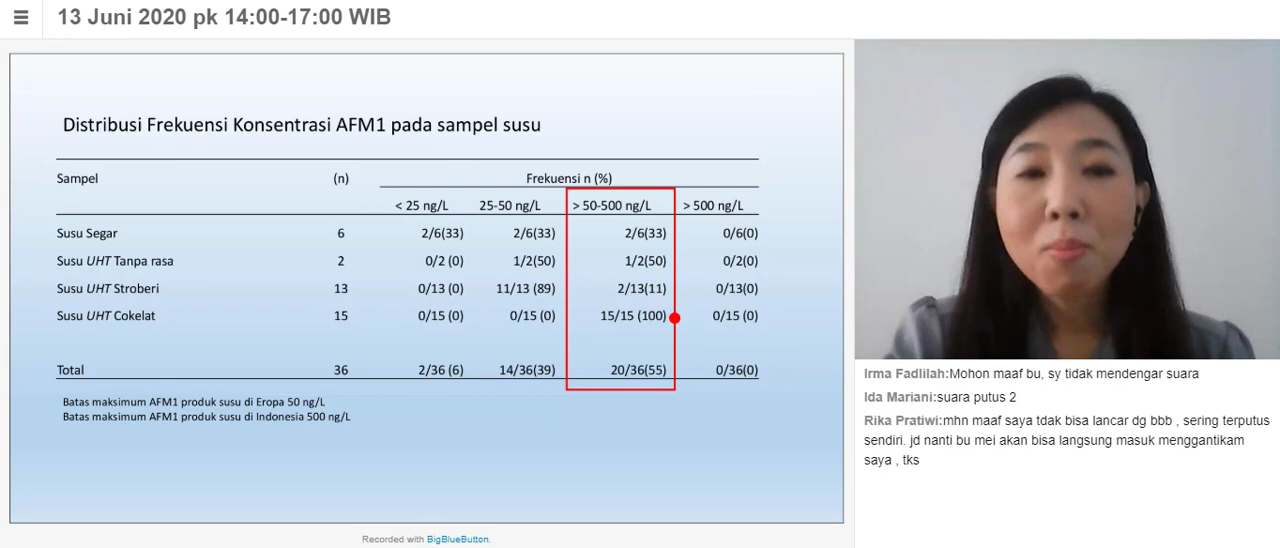 13 Juni 2020 pk 14:00-17:00 WIB
Distribusi Frekuensi Konsentrasi AFM1 pada sampel susu
Sampel (n) Frekuensi n (%)
< 25 ng/L 25-50 ng/L > 50-500 ng/L > 500 ng/L
Susu Segar 6 2/6(33) 2/6(33) 2/6(33) 0/6(0)
Susu UHT Tanpa rasa 2 0/2 (0) 1/2(50) 1/2(50) 0/2(0)
Susu UHT Stroberi 13 0/13 (0) 11/13 (89) 2/13(11) 0/13(0)
Susu UHT Cokelat 15 0/15 (0) 0/15 (0) 15/15 (100) 0/15 (0)
Total 36 2/36 (6) 14/36(39) 20/36(55) 0/36(0)
Batas maksimum AFM1 produk susu di Eropa 50 ng/L
Batas maksimum AFM1 produk susu di Indonesia 500 ng/L
Recorded with BigBlueButton.
Irma Fadlilah:Mohon maaf bu, sy tidak mendengar suara
Ida Mariani:suara putus 2
Rika Pratiwi:mhn maaf saya tdak bisa lancar dg bbb , sering terputus
sendiri. jd nanti bu mei akan bisa langsung masuk menggantikam
saya , tks